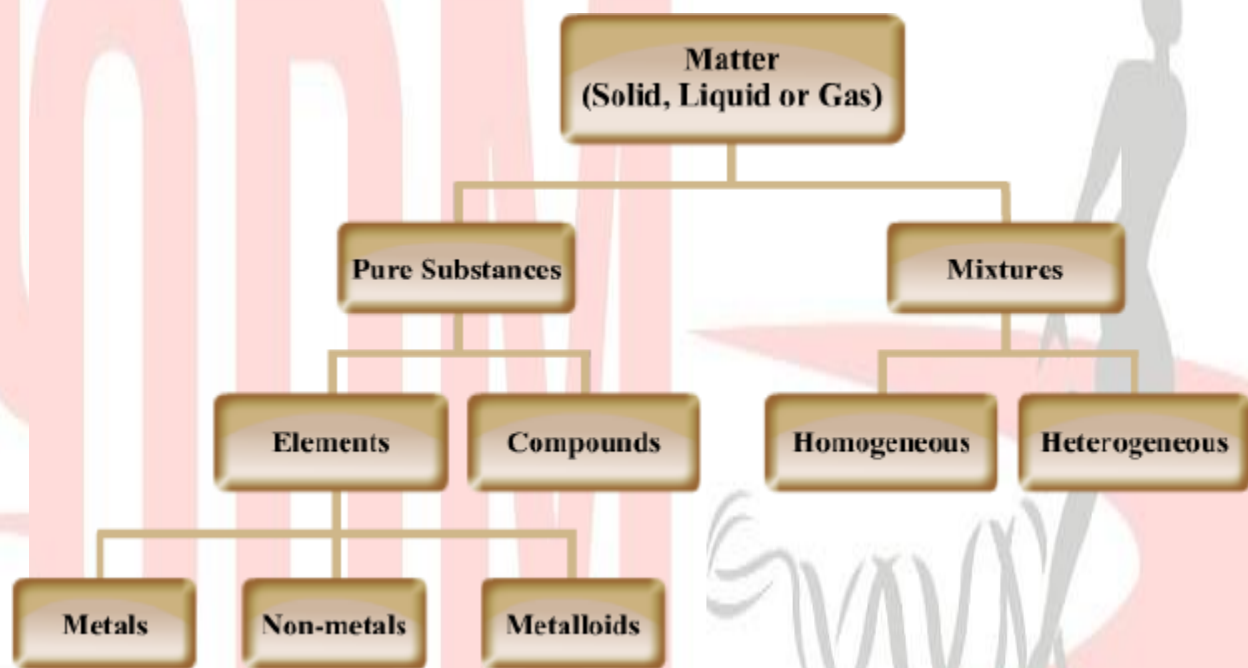 Matter
(Solid, Liquid or Gas)
Pure Substances
Mixtures
Elements
Compounds
Homogeneous
Heterogeneous
Metals
Non-metals
Metalloids